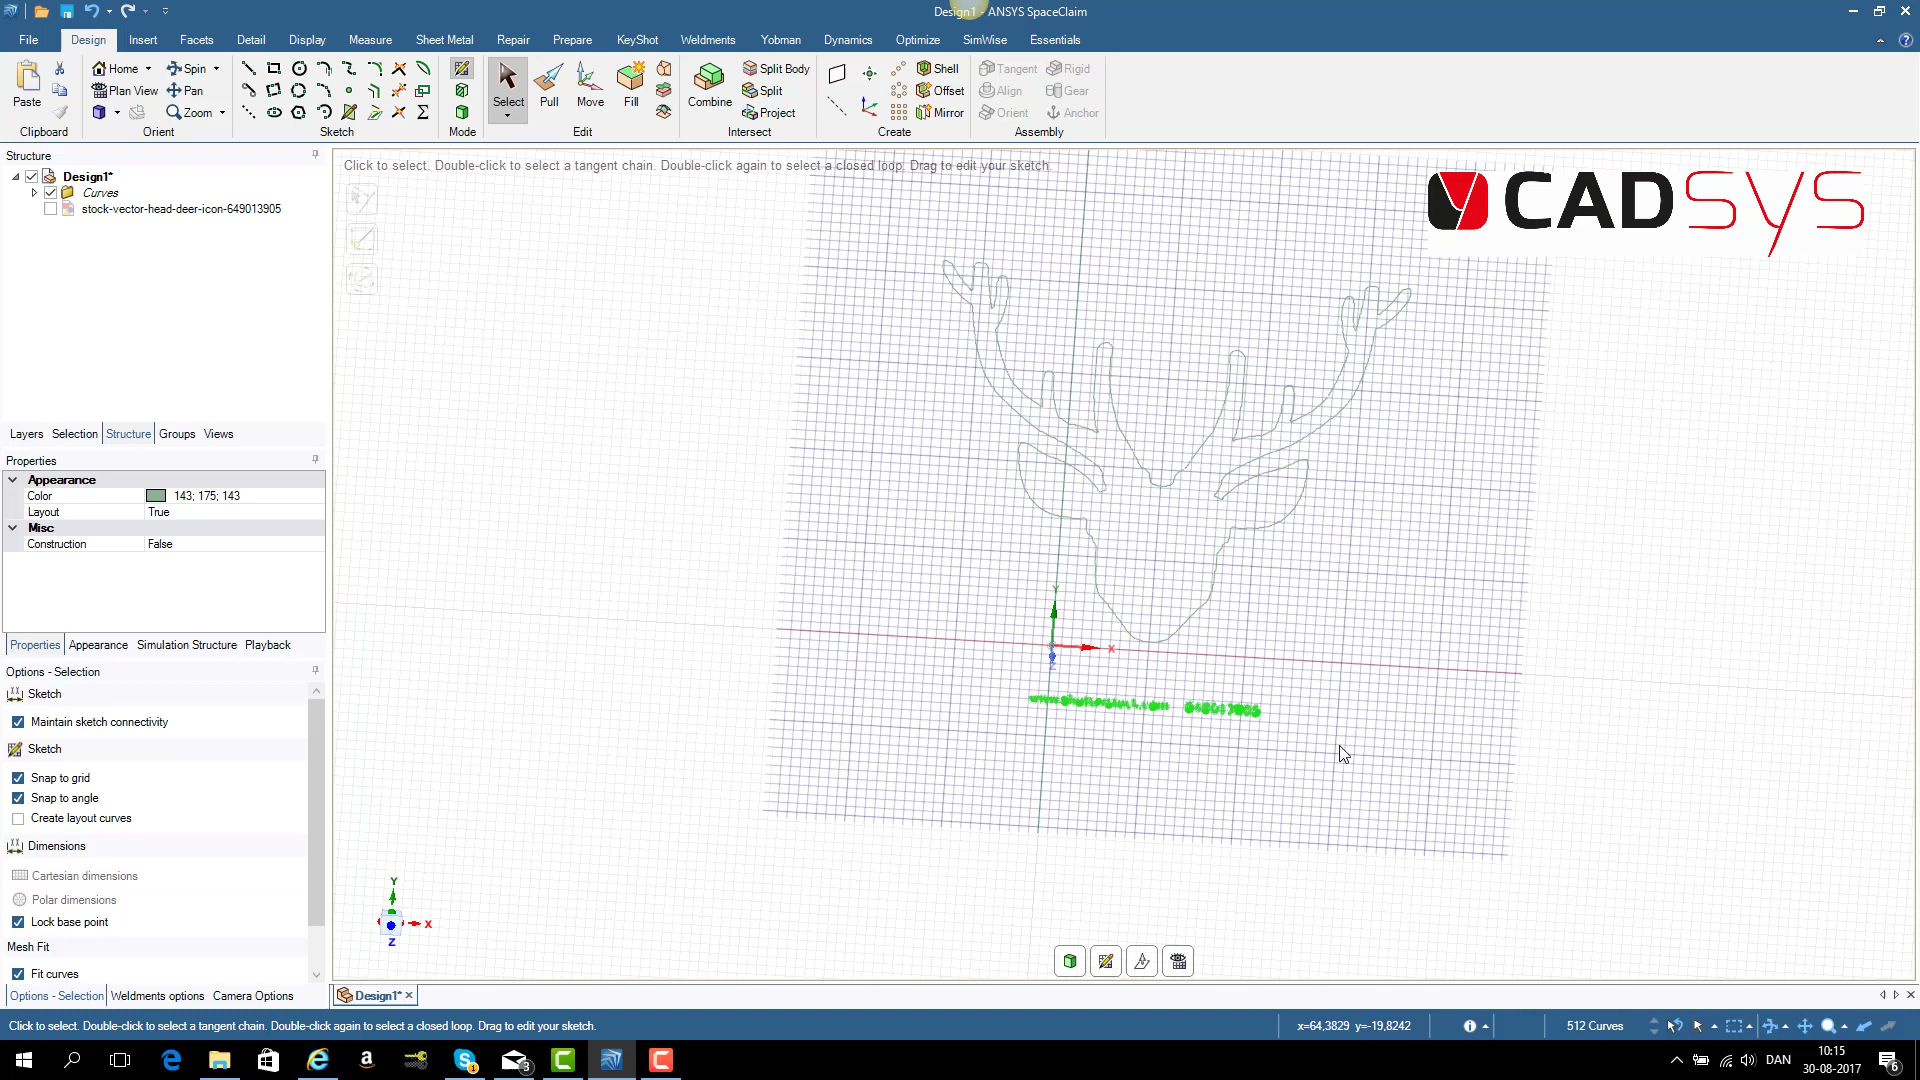 Design1 - ANSYS SpaceClaim
File Design Insert Facets Detail Display Measure Sheet Metal Repair Prepare KeyShot Weldments Yobman Dynamics Optimize SimWise Essentials
Paste
Clipboard
Home Spin
Plan View Pan
Zoom
Orient
Sketch
Mode
Select Pull Move Fill
Edit
Combine
Split Body
Split
Project
Intersect
Shell
Offset
Mirror
Create
Tangent Rigid
Align Gear
Orient Anchor
Assembly
Structure
Design1*
Curves
stock-vector-head-deer-icon-649013905
Layers Selection Structure Groups Views
Properties
Appearance
Color 143; 175; 143
Layout True
Misc
Construction False
Properties Appearance Simulation Structure Playback
Options - Selection
Sketch
Maintain sketch connectivity
Sketch
Snap to grid
Snap to angle
Create layout curves
Dimensions
Cartesian dimensions
Polar dimensions
Lock base point
Mesh Fit
Fit curves
Options - Selection Weldments options Camera Options
Click to select. Double-click to select a tangent chain. Double-click again to select a closed loop. Drag to edit your sketch.
CADSYS
Y
X
Z
Y
X
Z
Design1*
Click to select. Double-click to select a tangent chain. Double-click again to select a closed loop. Drag to edit your sketch.
x=64,3829 y=-19,8242
512 Curves
1
3
DAN
10:15
30-08-2017
6